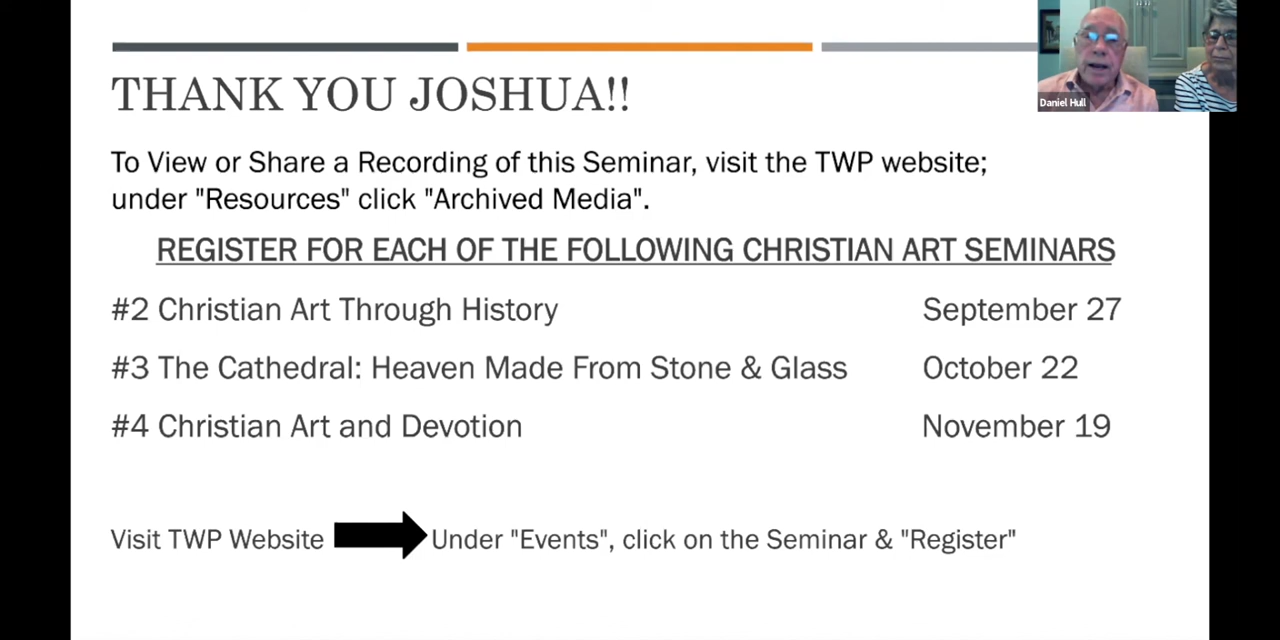 THANK YOU JOSHUA!!
Daniel Hull
To View or Share a Recording of this Seminar, visit the TWP website;
under "Resources" click "Archived Media".
REGISTER FOR EACH OF THE FOLLOWING CHRISTIAN ART SEMINARS
#2 Christian Art Through History September 27
#3 The Cathedral: Heaven Made From Stone & Glass October 22
#4 Christian Art and Devotion November 19
Visit TWP Website Under "Events", click on the Seminar & "Register"